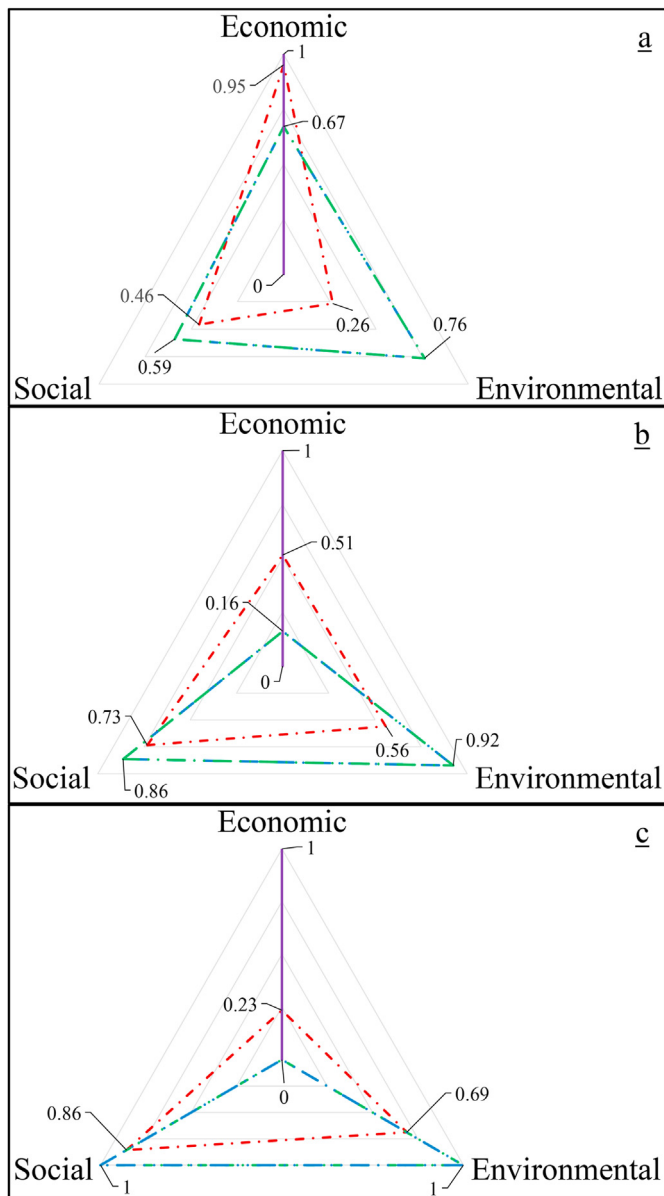 Economic
a
1
0.95
0.67
0
0.46
0.26
0.76
0.59
Social
Environmental
Economic
b
1
0.51
0.16
0
0.73
0.56
0.92
Social
Environmental
0.86
Economic
c
1
0.23
0
0.86
0.69
Social
Environmental
1
1